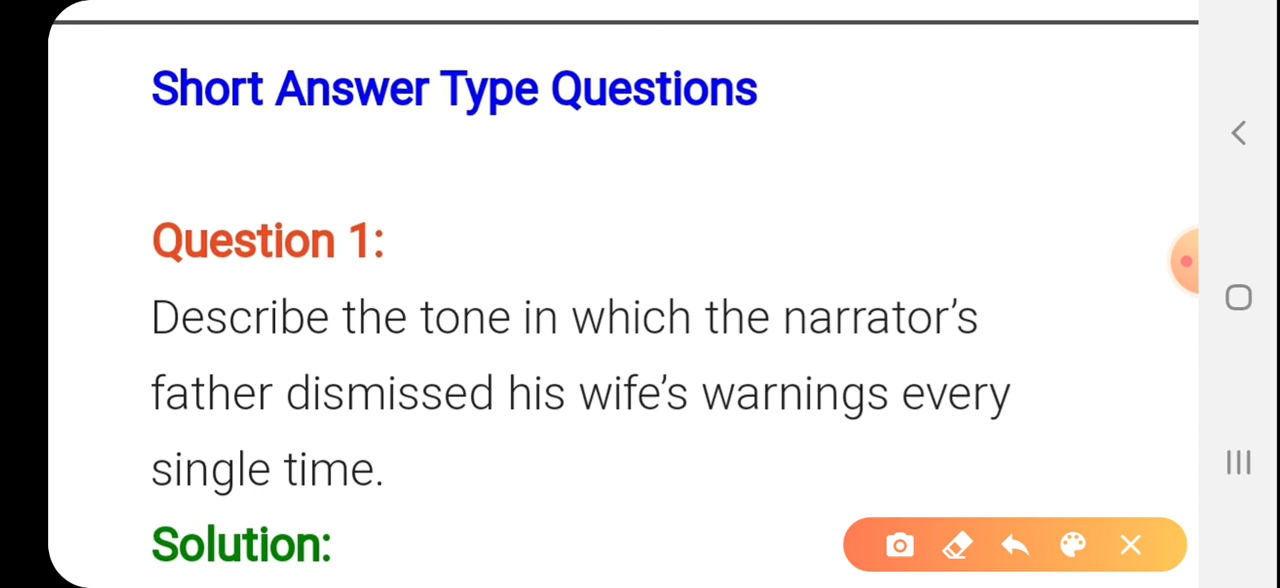 Short Answer Type Questions
Question 1:
Describe the tone in which the narrator’s
father dismissed his wife’s warnings every
single time.
Solution: